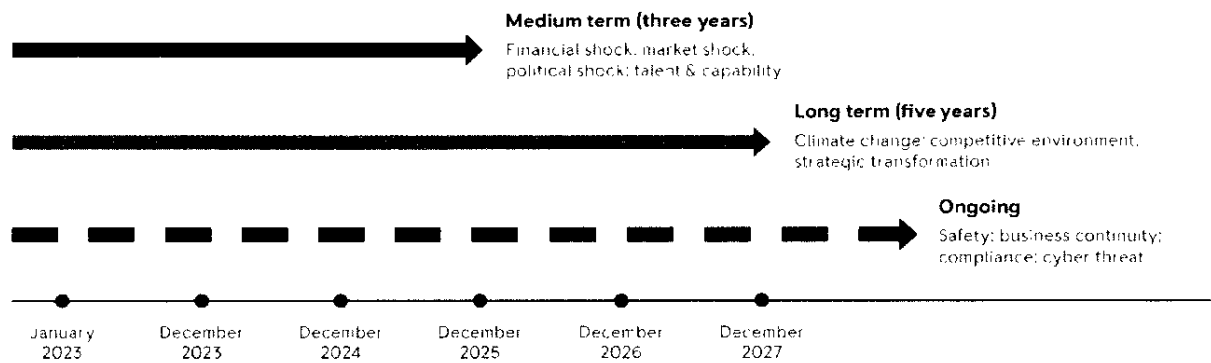 Medium term (three years)
Financial shock; market shock;
political shock; talent & capability
Long term (five years)
Climate change; competitive environment,
strategic transformation
Ongoing
Safety; business continuity;
compliance; cyber threat
January
2023
December
2023
December
2024
December
2025
December
2026
December
2027